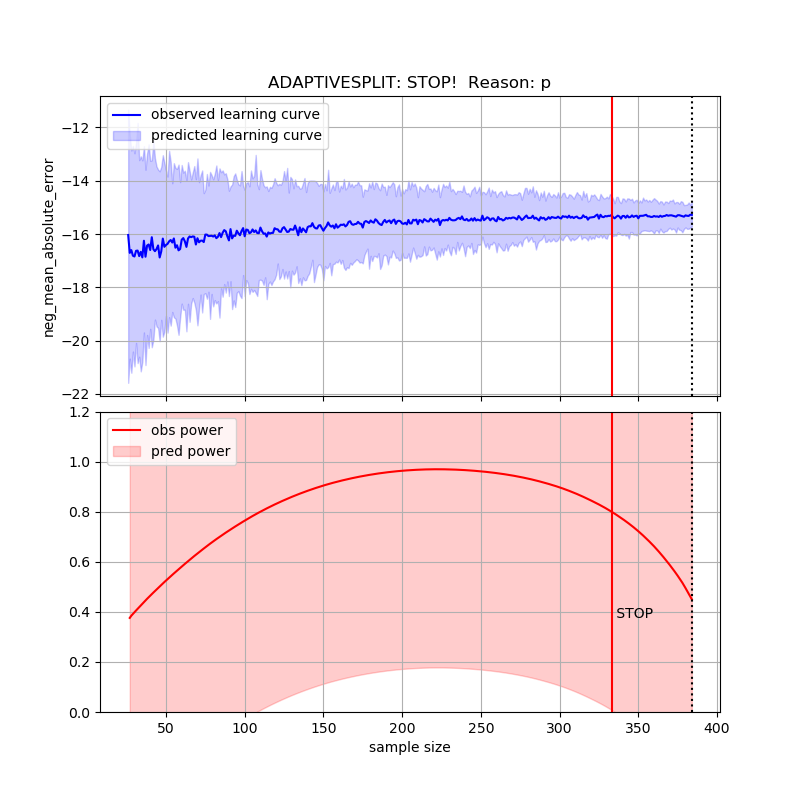 ADAPTIVESPLIT: STOP!  Reason: p
observed learning curve
predicted learning curve
neg_mean_absolute_error
−12
−14
−16
−18
−20
−22
obs power
pred power
1.2
1.0
0.8
0.6
0.4
0.2
0.0
STOP
50 100 150 200 250 300 350 400
sample size